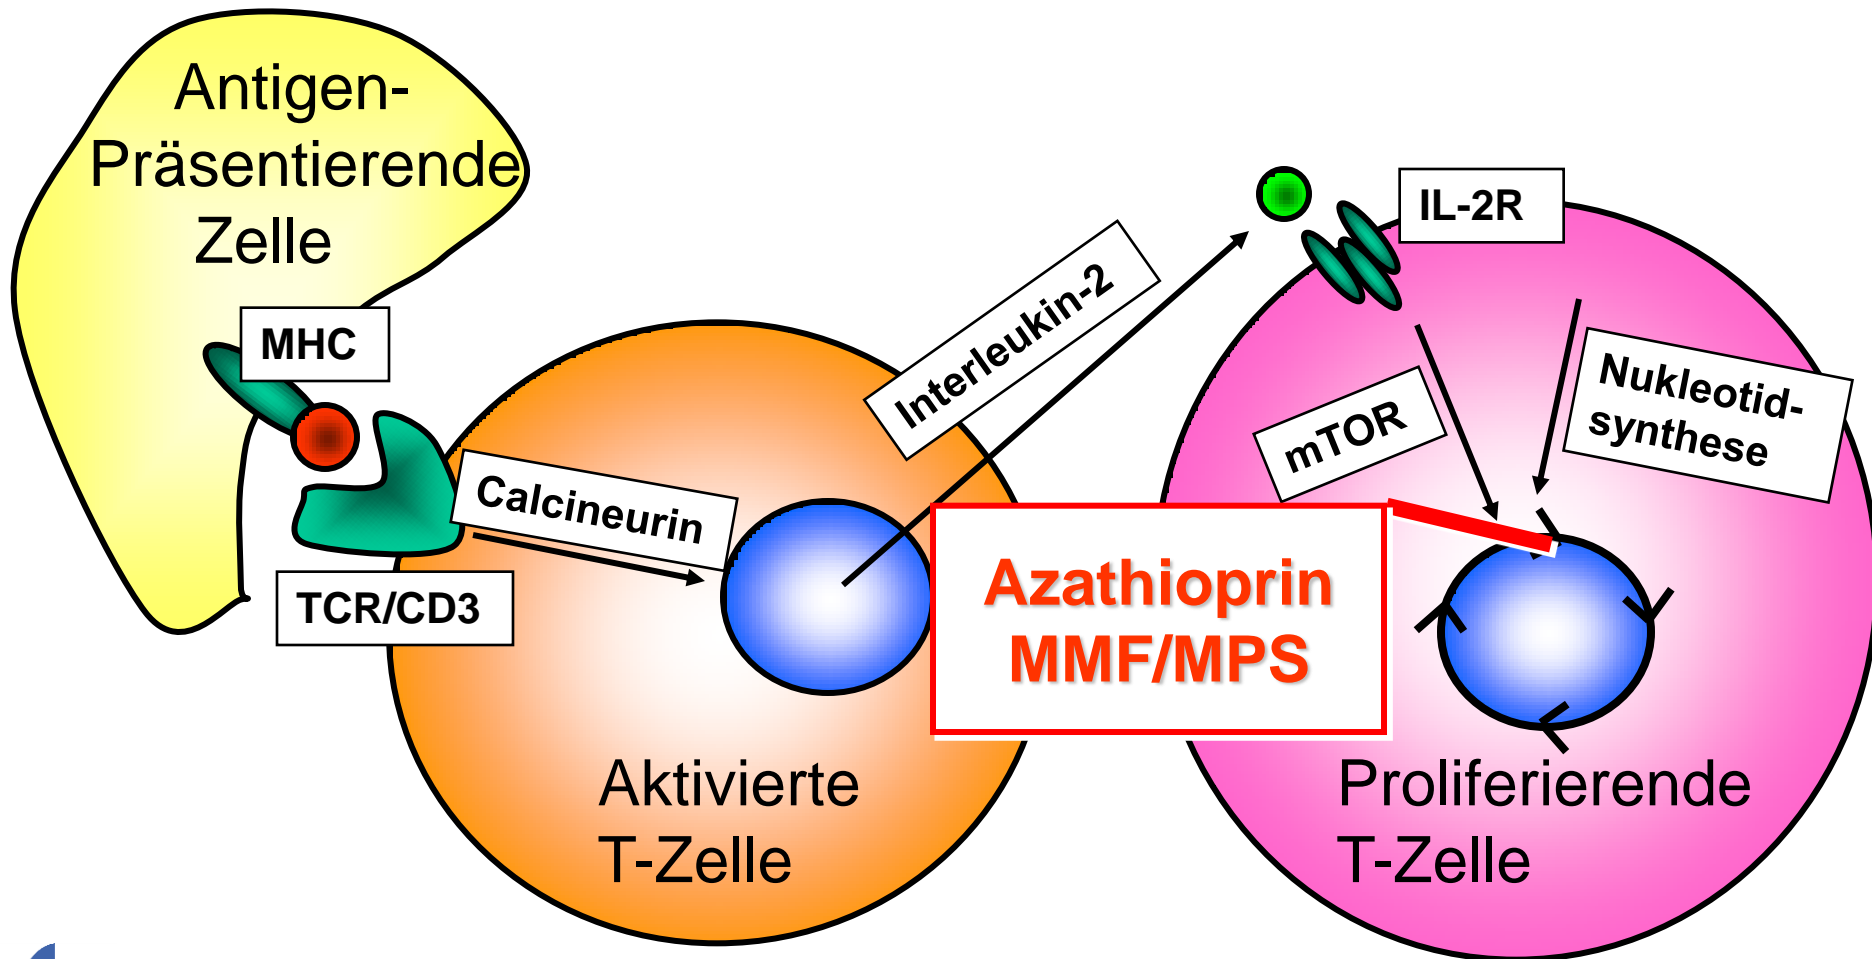 Antigen-
Präsentierende
Zelle
MHC
TCR/CD3
Calcineurin
Interleukin-2
IL-2R
mTOR
Nukleotid-
synthese
Azathioprin
MMF/MPS
Aktivierte
T-Zelle
Proliferierende
T-Zelle